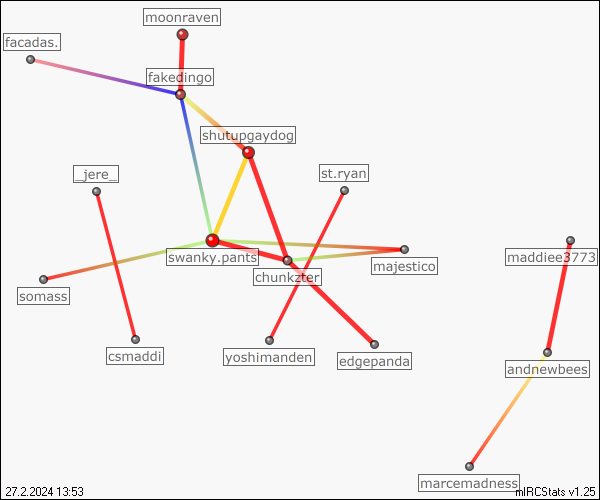 moonraven
facadas.
fakedingo
shutupgaydog
_jere_
st.ryan
swanky.pants
maddiee3773
majestico
chunkzter
somass
csmaddi
yoshimanden
edgepanda
andnewbees
marcemadness
27.2.2024 13:53
mIRCStats v1.25